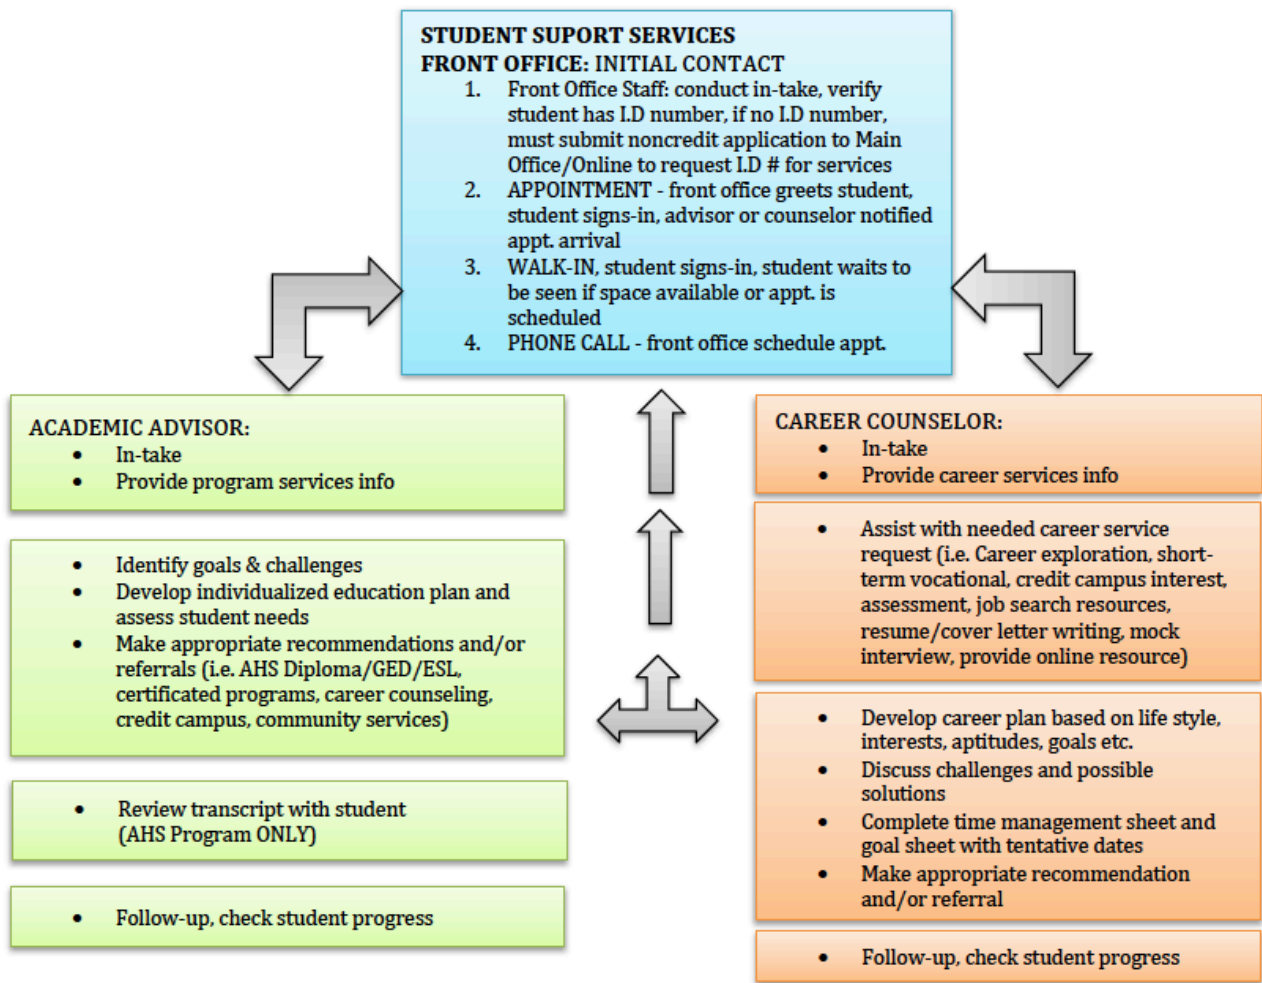 STUDENT SUPORT SERVICES
FRONT OFFICE: INITIAL CONTACT
1. Front Office Staff: conduct in-take, verify
student has I.D number, if no I.D number,
must submit noncredit application to Main
Office/Online to request I.D # for services
2. APPOINTMENT - front office greets student,
student signs-in, advisor or counselor notified
appt. arrival
3. WALK-IN, student signs-in, student waits to
be seen if space available or appt. is
scheduled
4. PHONE CALL - front office schedule appt.
ACADEMIC ADVISOR:
• In-take
• Provide program services info
• Identify goals & challenges
• Develop individualized education plan and
assess student needs
• Make appropriate recommendations and/or
referrals (i.e. AHS Diploma/GED/ESL,
certificated programs, career counseling,
credit campus, community services)
• Review transcript with student
(AHS Program ONLY)
• Follow-up, check student progress
CAREER COUNSELOR:
• In-take
• Provide career services info
• Assist with needed career service
request (i.e. Career exploration, short-
term vocational, credit campus interest,
assessment, job search resources,
resume/cover letter writing, mock
interview, provide online resource)
• Develop career plan based on life style,
interests, aptitudes, goals etc.
• Discuss challenges and possible
solutions
• Complete time management sheet and
goal sheet with tentative dates
• Make appropriate recommendation
and/or referral
• Follow-up, check student progress